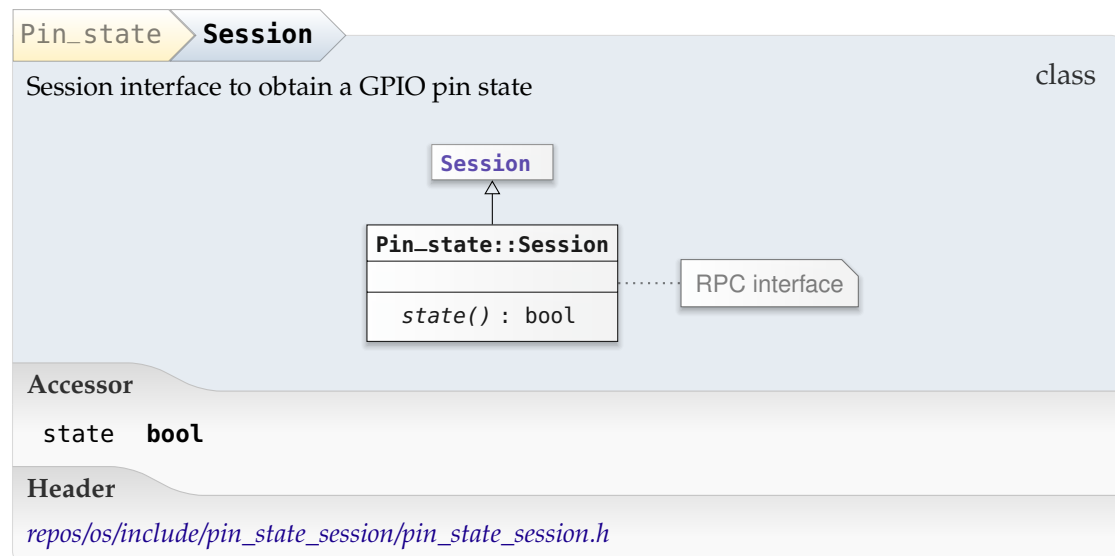 Pin_state Session
class
Session interface to obtain a GPIO pin state
Session
Pin_state::Session
RPC interface
state() : bool
Accessor
state bool
Header
repos/os/include/pin_state_session/pin_state_session.h